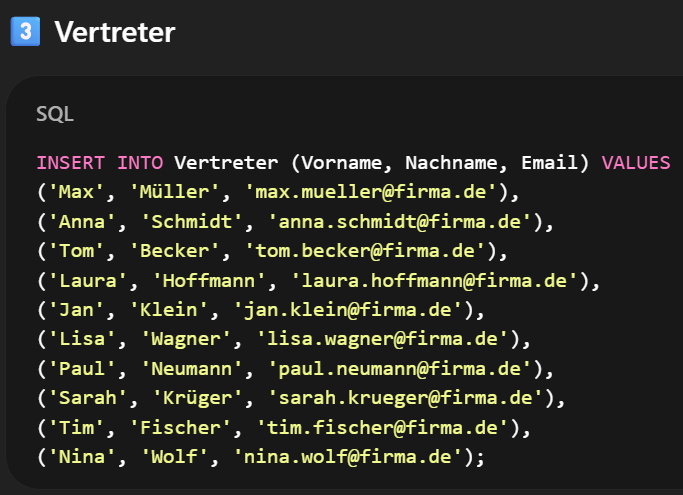 3 Vertreter
SQL
INSERT INTO Vertreter (Vorname, Nachname, Email) VALUES
('Max', 'Müller', 'max.mueller@firma.de'),
('Anna', 'Schmidt', 'anna.schmidt@firma.de'),
('Tom', 'Becker', 'tom.becker@firma.de'),
('Laura', 'Hoffmann', 'laura.hoffmann@firma.de'),
('Jan', 'Klein', 'jan.klein@firma.de'),
('Lisa', 'Wagner', 'lisa.wagner@firma.de'),
('Paul', 'Neumann', 'paul.neumann@firma.de'),
('Sarah', 'Krüger', 'sarah.krueger@firma.de'),
('Tim', 'Fischer', 'tim.fischer@firma.de'),
('Nina', 'Wolf', 'nina.wolf@firma.de');